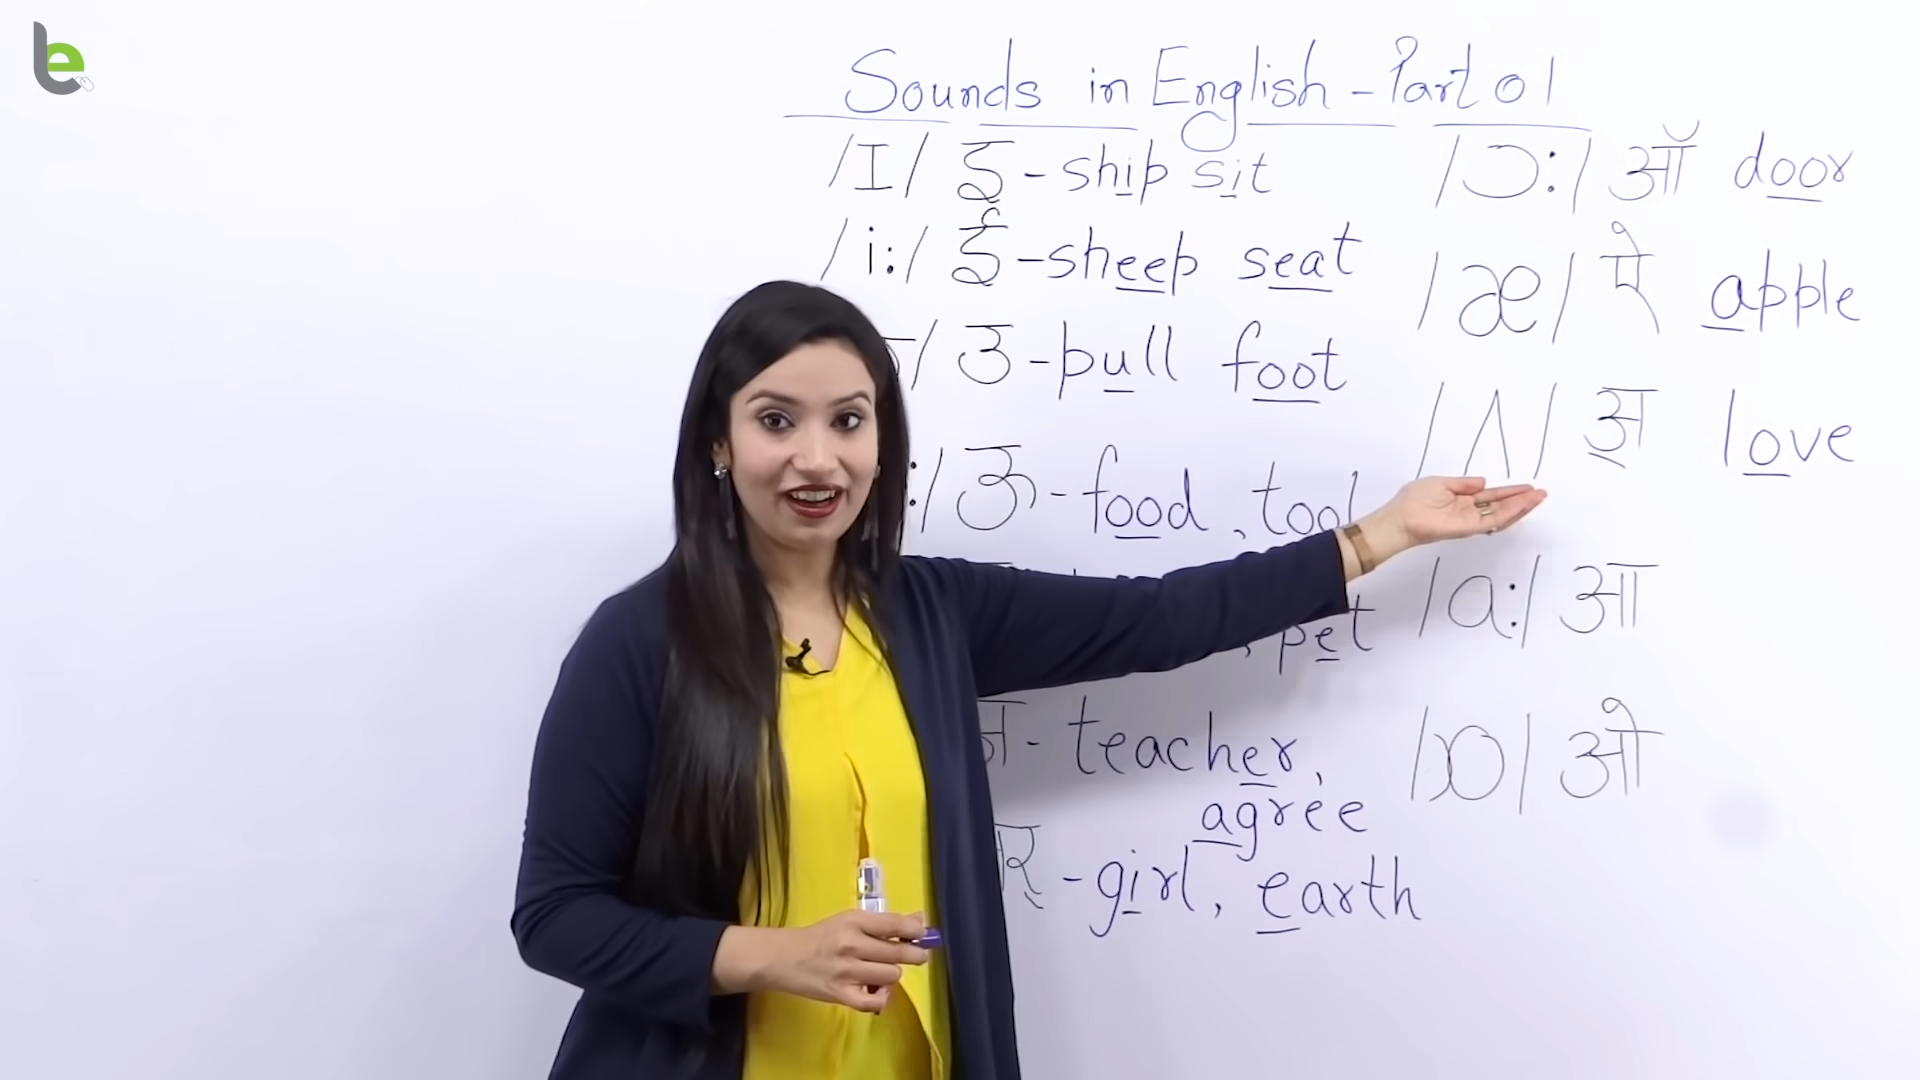 Sounds in English - Part 01
/I/ इ - ship sit
/i:/ ई - sheep seat
/ उ - pull foot
:/ ऊ - food, tool
, pet
- teacher,
agree
र् - girl, earth
/ɔ:/ ऑ door
/æ/ ऐ apple
/ʌ/ अ love
/ɑ:/ आ
/ɒ/ ओ
be